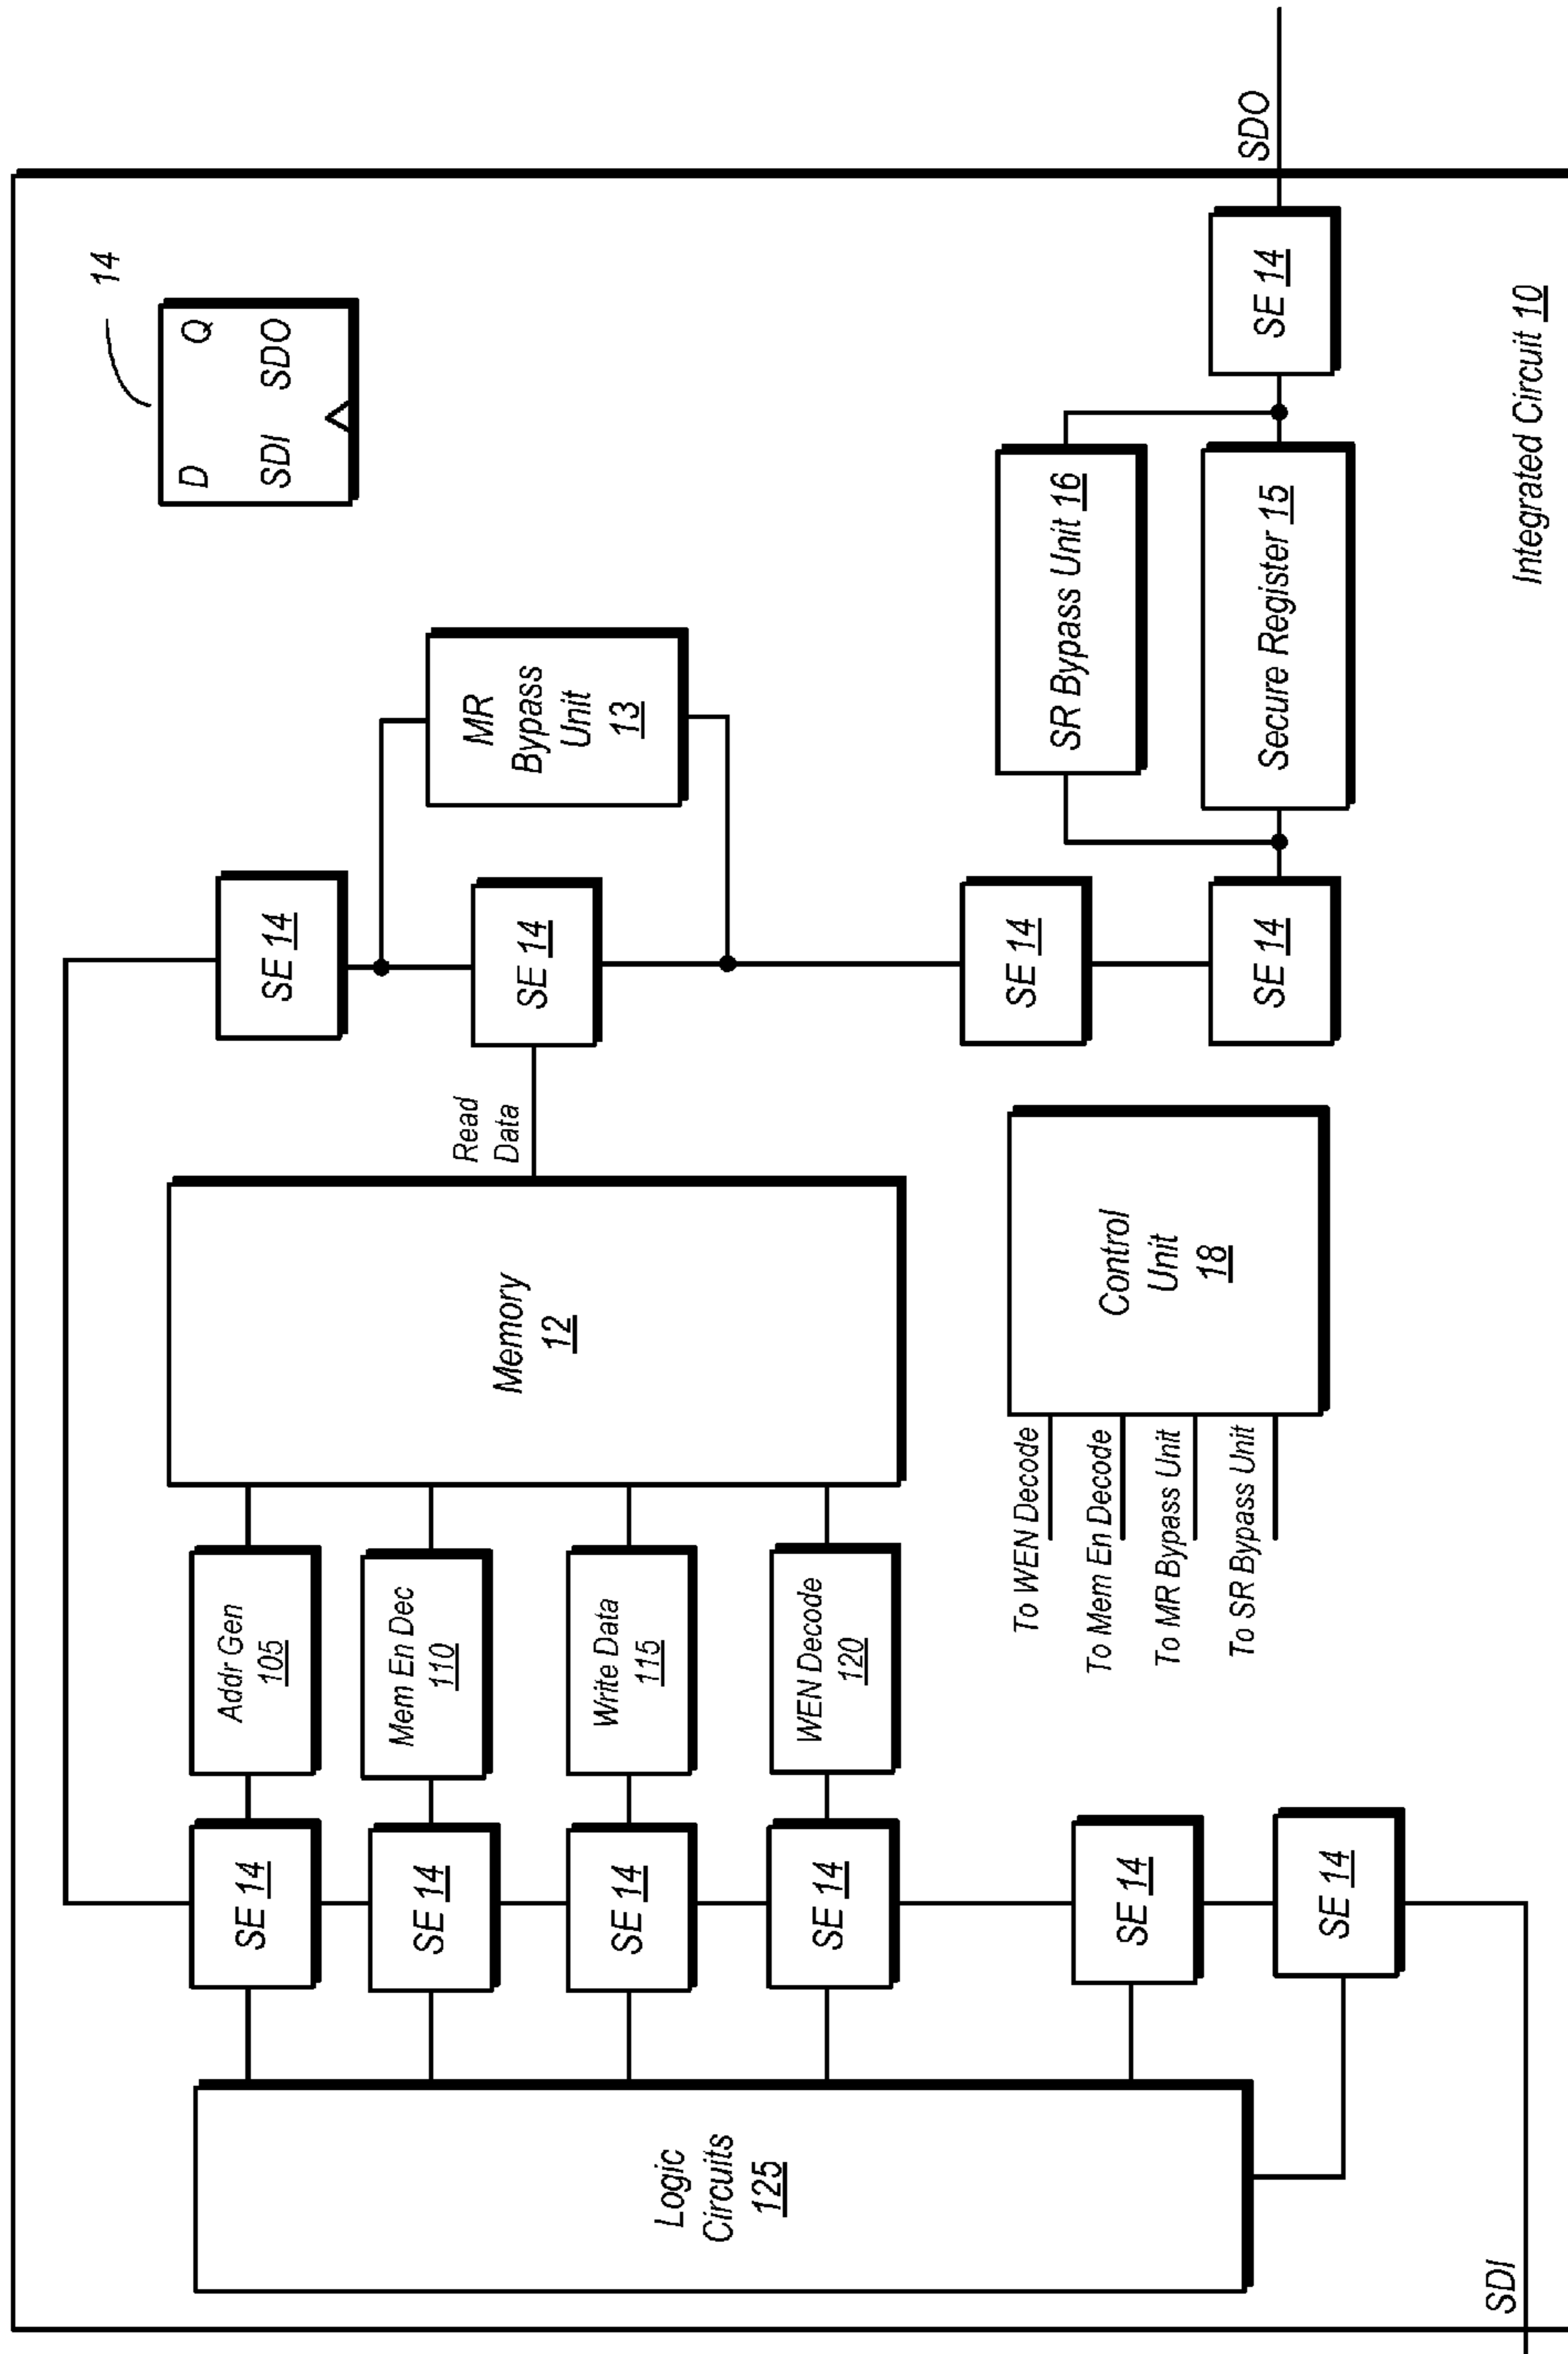 14
D Q
SDI SDO
Logic
Circuits
125
SE 14
SE 14
SE 14
SE 14
SE 14
SE 14
Addr Gen
105
Mem En Dec
110
Write Data
115
WEN Decode
120
Memory
12
Read
Data
SE 14
SE 14
MR
Bypass
Unit
13
SE 14
SE 14
SR Bypass Unit 16
Secure Register 15
SE 14
SDO
To WEN Decode
To Mem En Decode
To MR Bypass Unit
To SR Bypass Unit
Control
Unit
18
SDI
Integrated Circuit 10